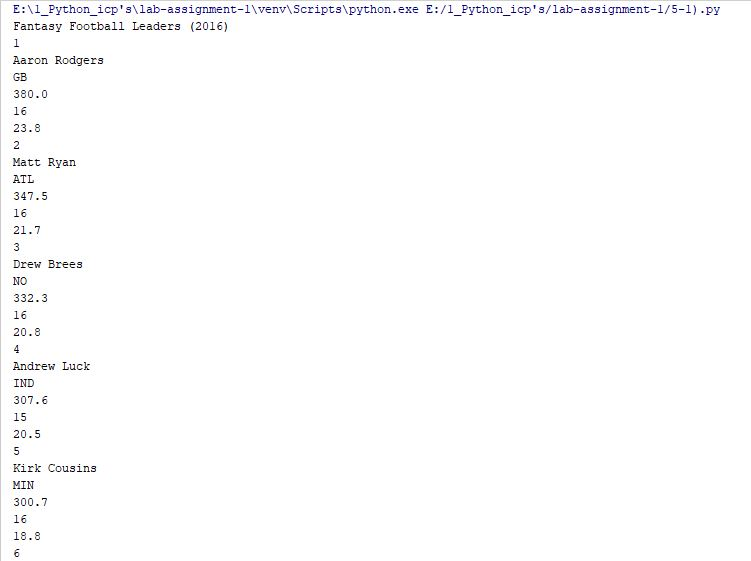 E:\1_Python_icp's\lab-assignment-1\venv\Scripts\python.exe E:/1_Python_icp's/lab-assignment-1/5-1).py
Fantasy Football Leaders (2016)
1
Aaron Rodgers
GB
380.0
16
23.8
2
Matt Ryan
ATL
347.5
16
21.7
3
Drew Brees
NO
332.3
16
20.8
4
Andrew Luck
IND
307.6
15
20.5
5
Kirk Cousins
MIN
300.7
16
18.8
6